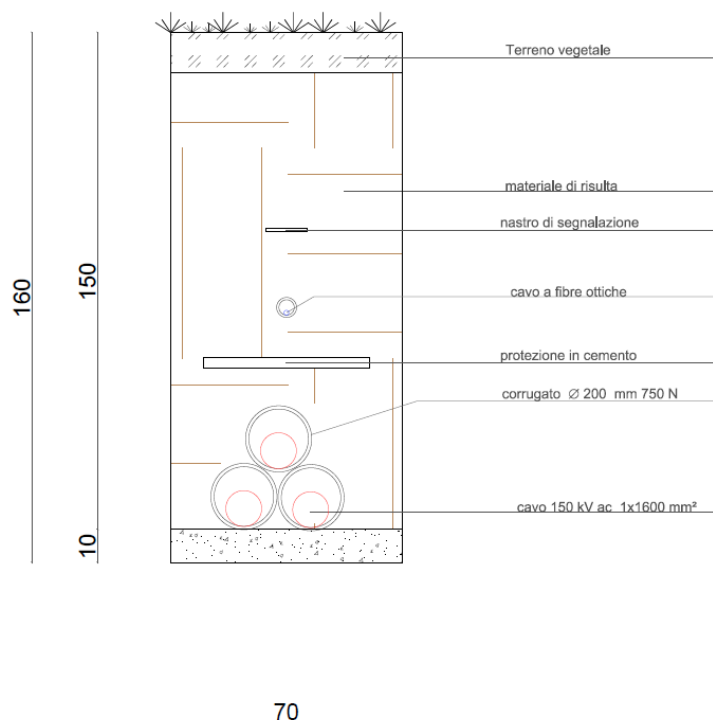 Terreno vegetale
materiale di risulta
nastro di segnalazione
cavo a fibre ottiche
protezione in cemento
corrugato ∅ 200 mm 750 N
cavo 150 kV ac 1x1600 mm²
160
150
10
70